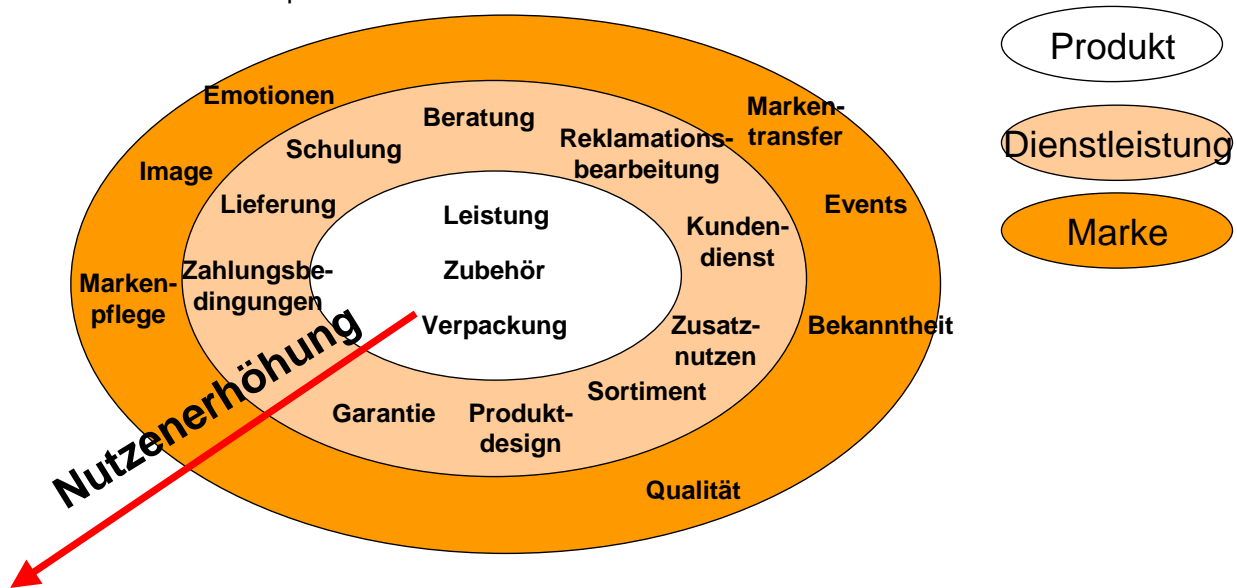 Produkt
Dienstleistung
Marke
Emotionen
Image
Marken-
pflege
Marken-
transfer
Events
Bekanntheit
Qualität
Beratung
Schulung
Lieferung
Zahlungsbe-
dingungen
Reklamations-
bearbeitung
Kunden-
dienst
Zusatz-
nutzen
Sortiment
Produkt-
design
Garantie
Leistung
Zubehör
Verpackung
Nutzenerhöhung